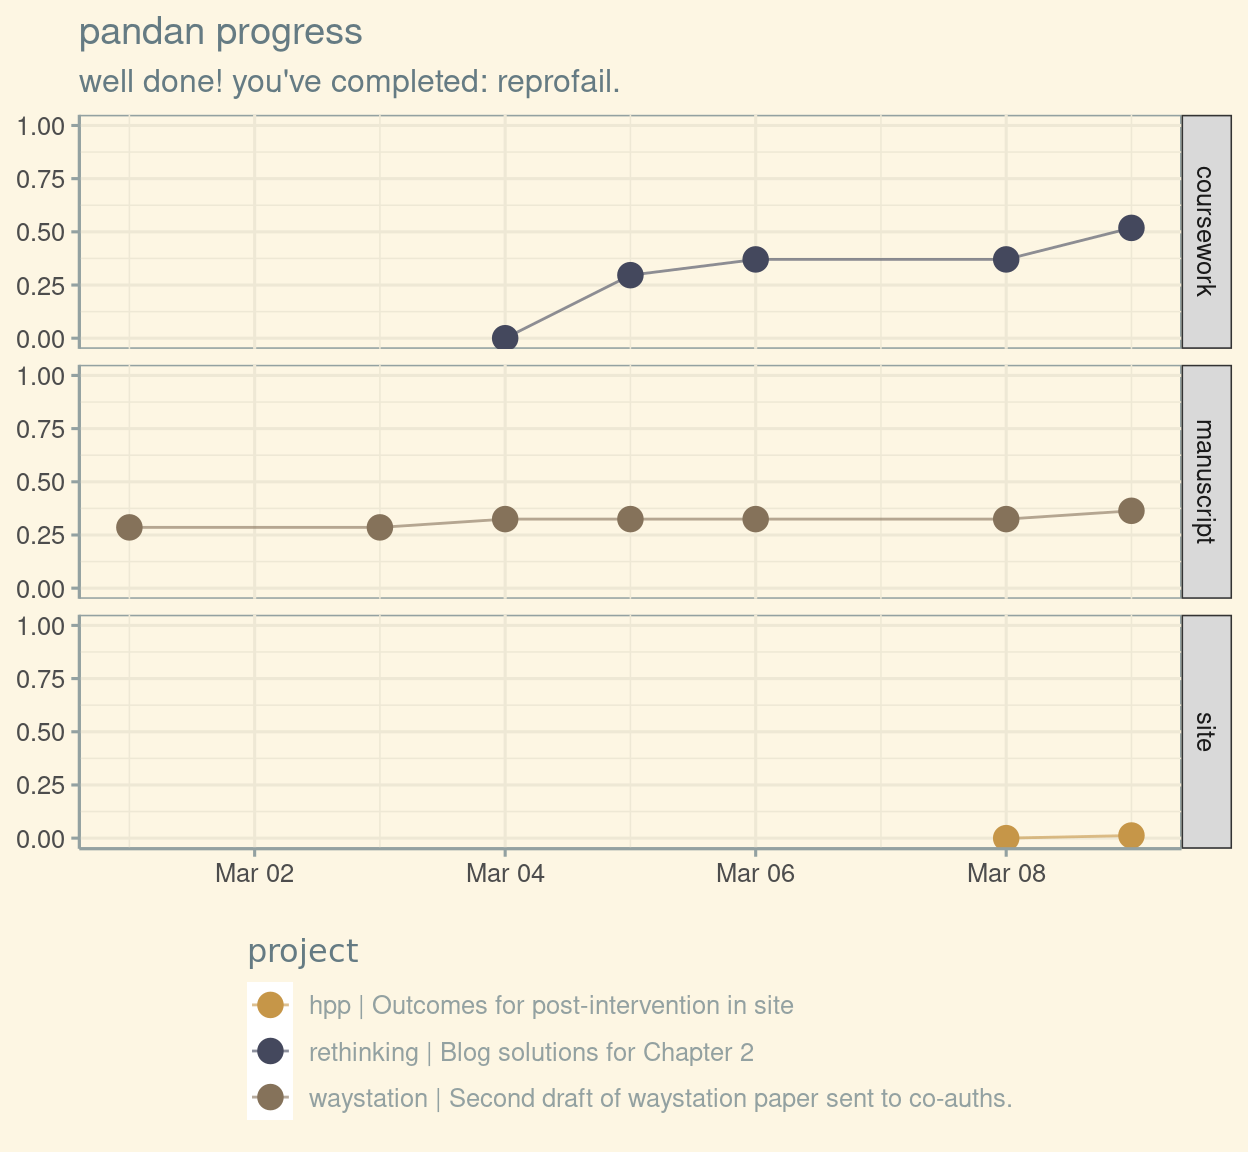 pandan progress
well done! you've completed: reprofail.
1.00
0.75
0.50
0.25
0.00
coursework
1.00
0.75
0.50
0.25
0.00
manuscript
1.00
0.75
0.50
0.25
0.00
site
Mar 02 Mar 04 Mar 06 Mar 08
project
hpp | Outcomes for post-intervention in site
rethinking | Blog solutions for Chapter 2
waystation | Second draft of waystation paper sent to co-auths.